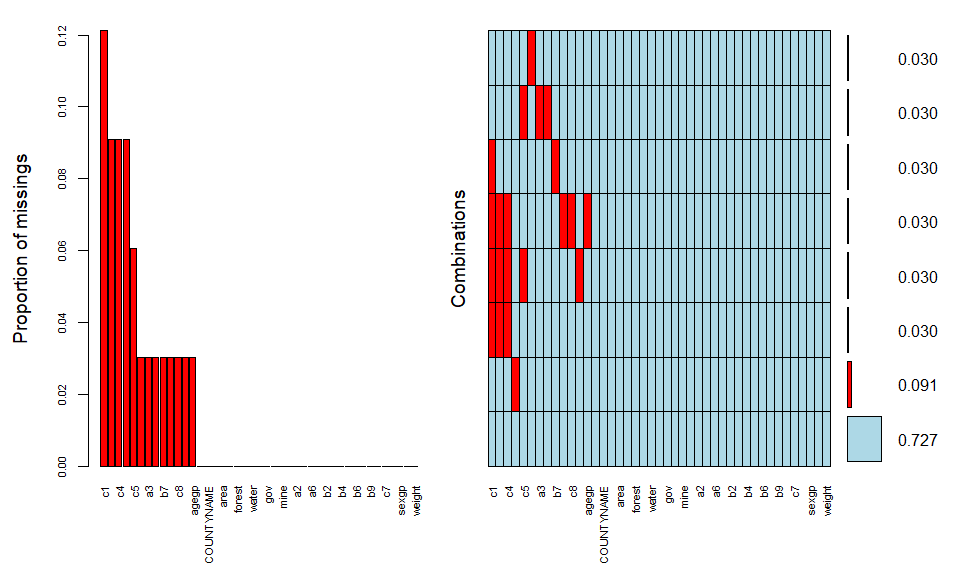 Proportion of missings
0.12
0.10
0.08
0.06
0.04
0.02
0.00
c1
c4
c5
a3
b7
c8
agegp
COUNTYNAME
area
forest
water
gov
mine
a2
a6
b2
b4
b6
b9
c7
sexgp
weight
Combinations
c1
c4
c5
a3
b7
c8
agegp
COUNTYNAME
area
forest
water
gov
mine
a2
a6
b2
b4
b6
b9
c7
sexgp
weight
0.030
0.030
0.030
0.030
0.030
0.030
0.091
0.727